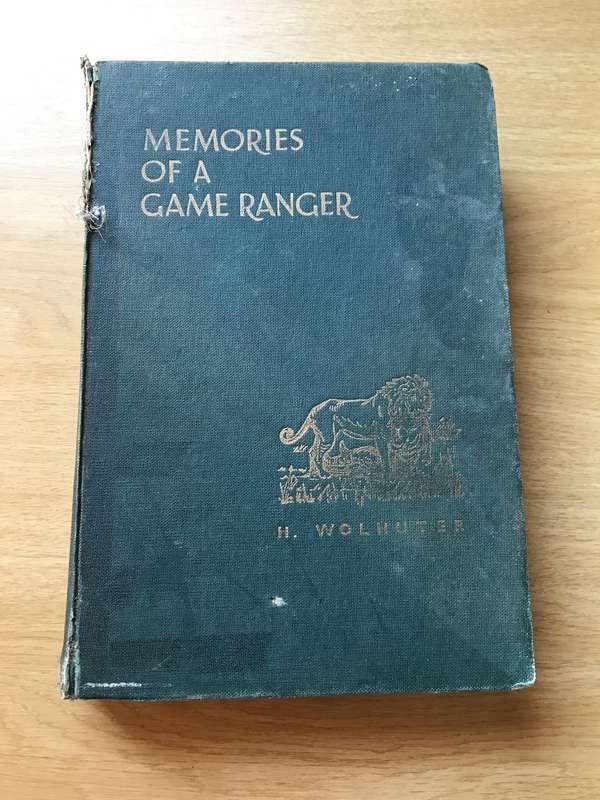 MEMORIES
OF A
GAME RANGER
H. WOLHUTER